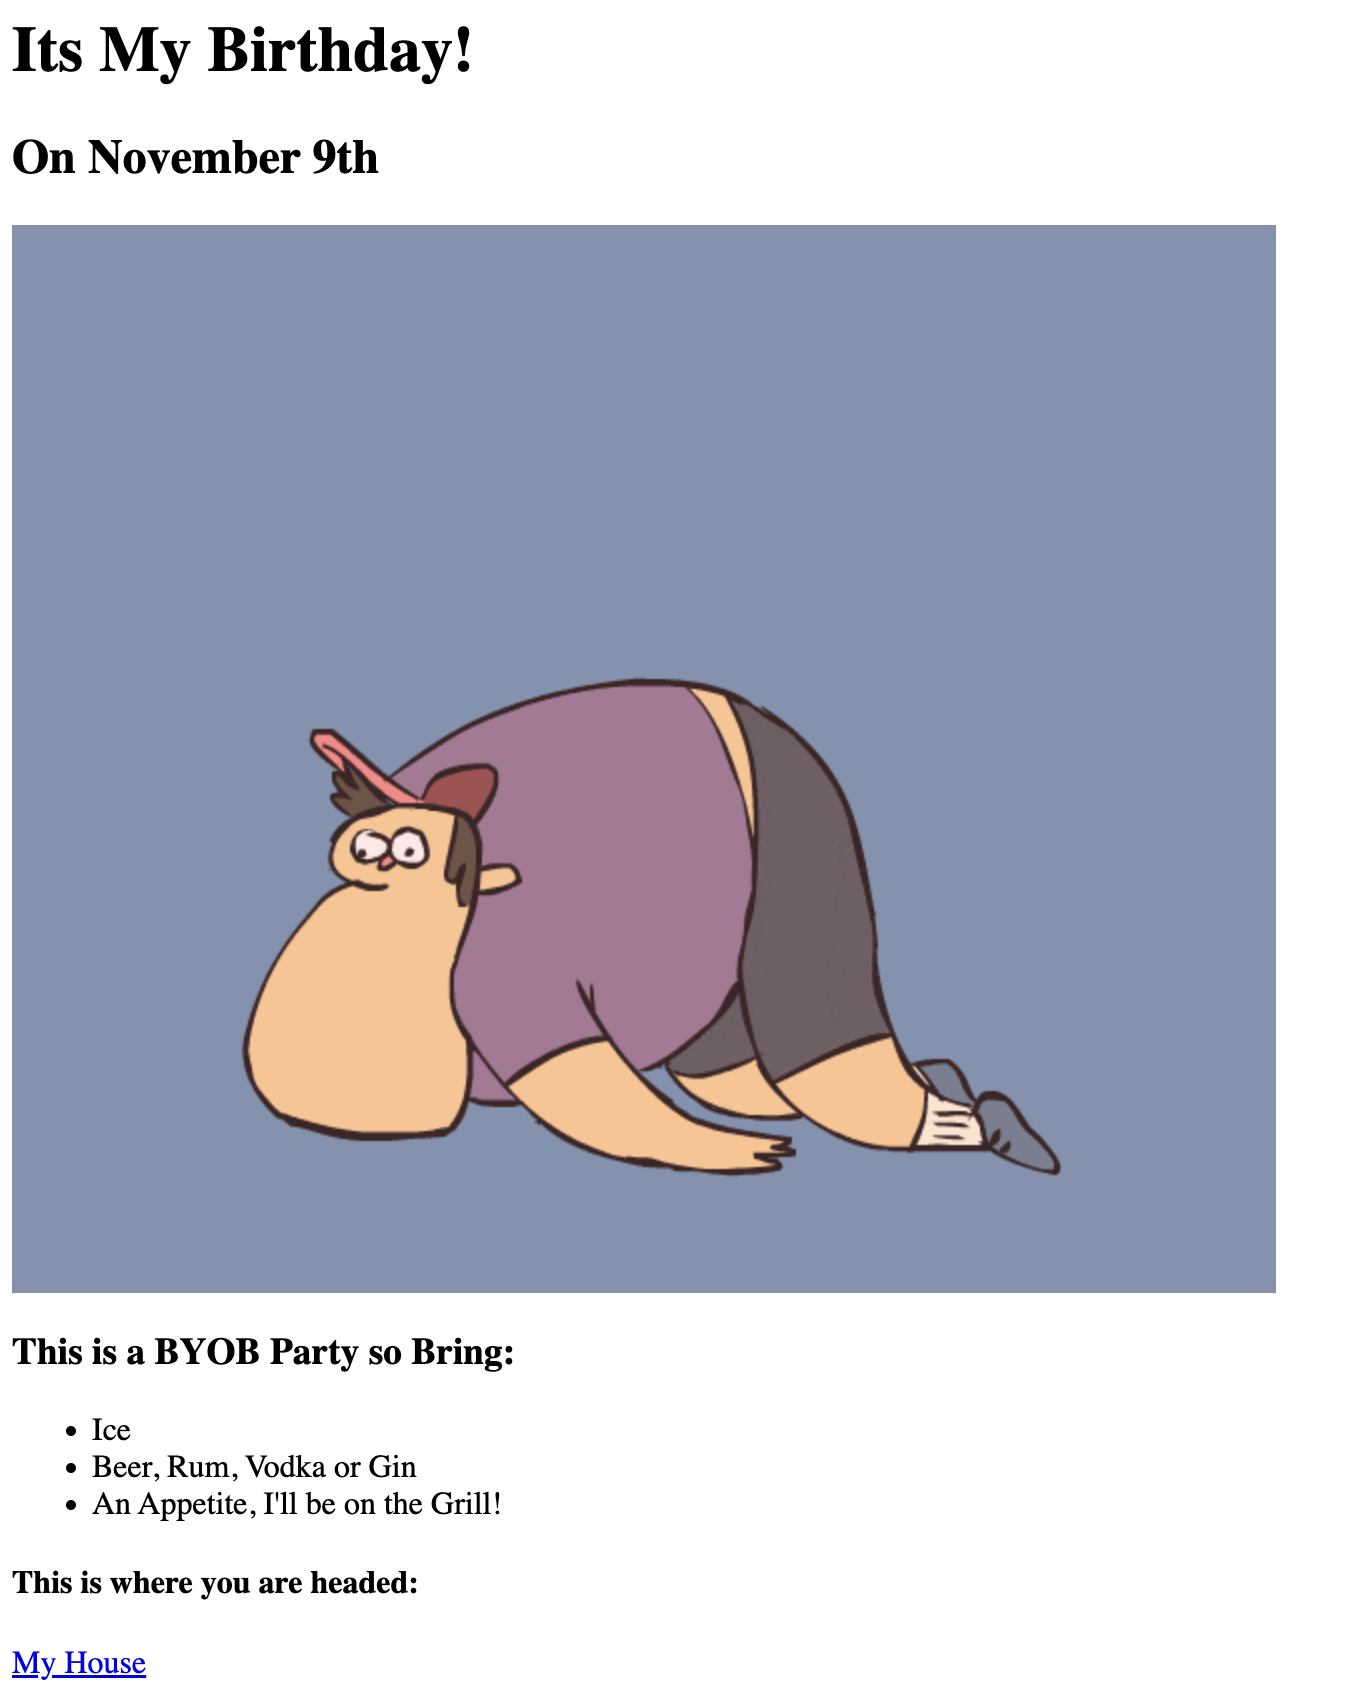 Its My Birthday!
On November 9th
This is a BYOB Party so Bring:
Ice
Beer, Rum, Vodka or Gin
An Appetite, I'll be on the Grill!
This is where you are headed:
My House